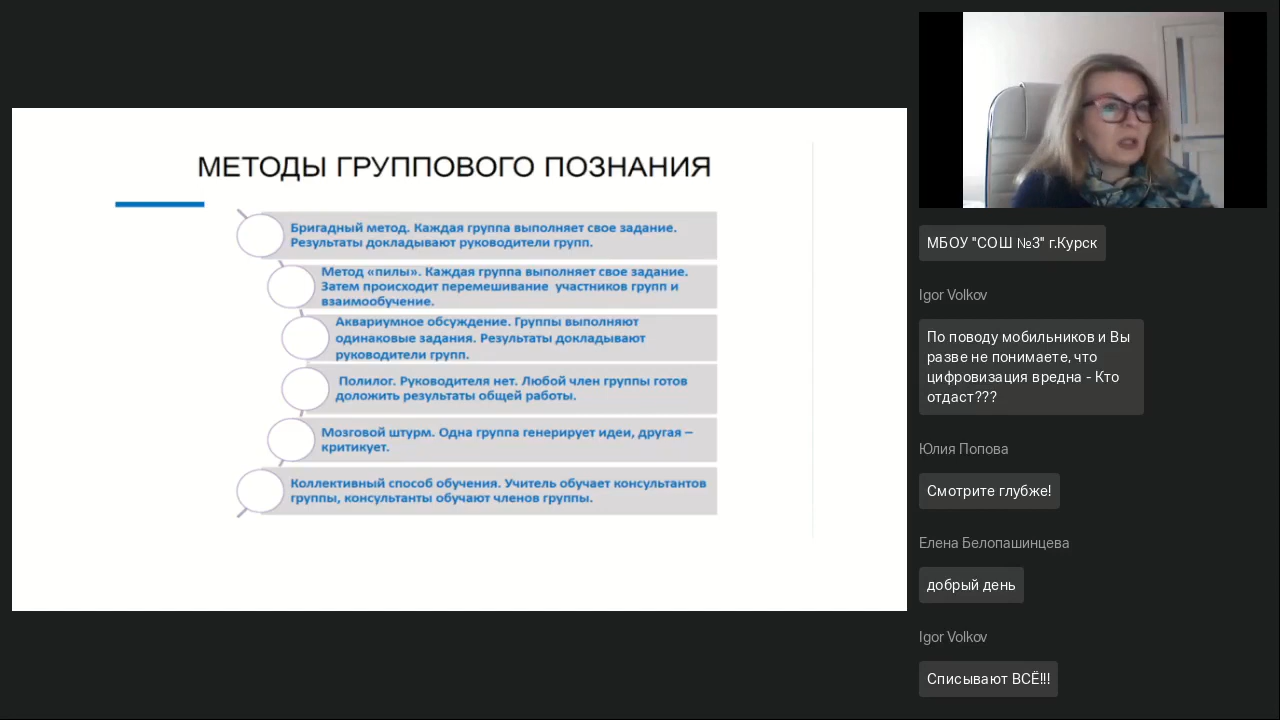 МЕТОДЫ ГРУППОВОГО ПОЗНАНИЯ
Бригадный метод. Каждая группа выполняет свое задание.
Результаты докладывают руководители групп.
Метод «пилы». Каждая группа выполняет свое задание.
Затем происходит перемешивание участников групп и
взаимообучение.
Аквариумное обсуждение. Группы выполняют
одинаковые задания. Результаты докладывают
руководители групп.
Полилог. Руководителя нет. Любой член группы готов
доложить результаты общей работы.
Мозговой штурм. Одна группа генерирует идеи, другая –
критикует.
Коллективный способ обучения. Учитель обучает консультантов
группы, консультанты обучают членов группы.
МБОУ "СОШ №3" г.Курск
Igor Volkov
По поводу мобильников и Вы
разве не понимаете, что
цифровизация вредна - Кто
отдаст???
Юлия Попова
Смотрите глубже!
Елена Белопашинцева
добрый день
Igor Volkov
Списывают ВСЁ!!!